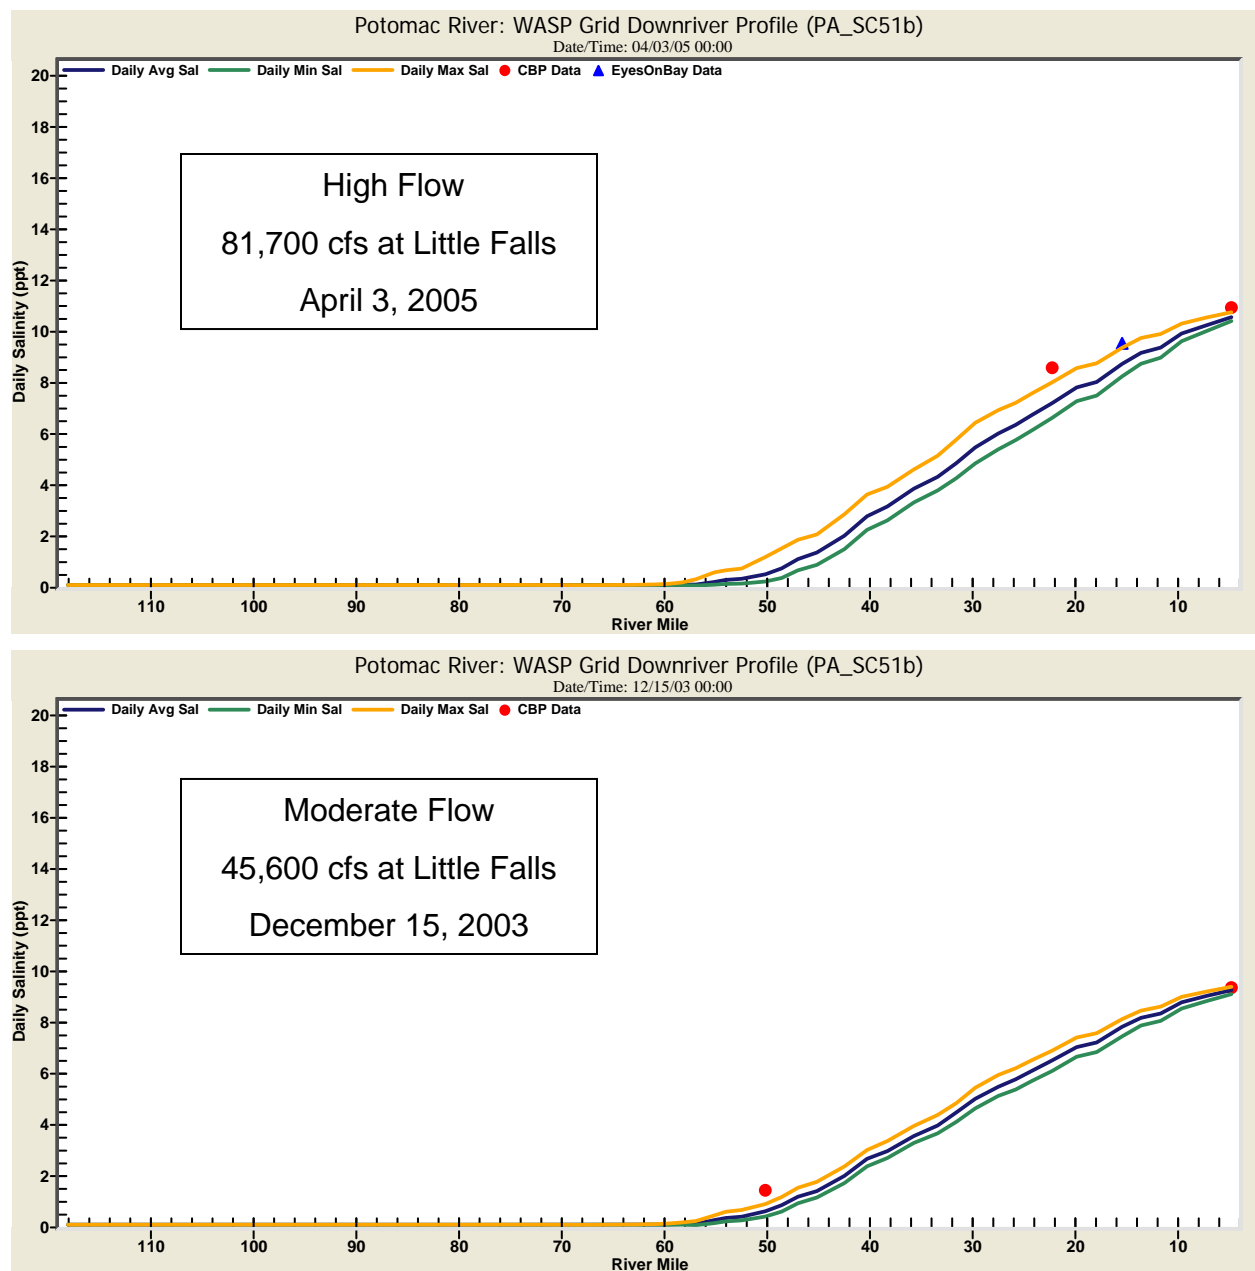 Potomac River: WASP Grid Downriver Profile (PA_SC51b)
Date/Time: 04/03/05 00:00
Daily Avg Sal Daily Min Sal Daily Max Sal CBP Data EyesOnBay Data
High Flow
81,700 cfs at Little Falls
April 3, 2005
Daily Salinity (ppt)
20
18
16
14
12
10
8
6
4
2
0
110 100 90 80 70 60 50 40 30 20 10
River Mile
Potomac River: WASP Grid Downriver Profile (PA_SC51b)
Date/Time: 12/15/03 00:00
Daily Avg Sal Daily Min Sal Daily Max Sal CBP Data
Moderate Flow
45,600 cfs at Little Falls
December 15, 2003
Daily Salinity (ppt)
20
18
16
14
12
10
8
6
4
2
0
110 100 90 80 70 60 50 40 30 20 10
River Mile